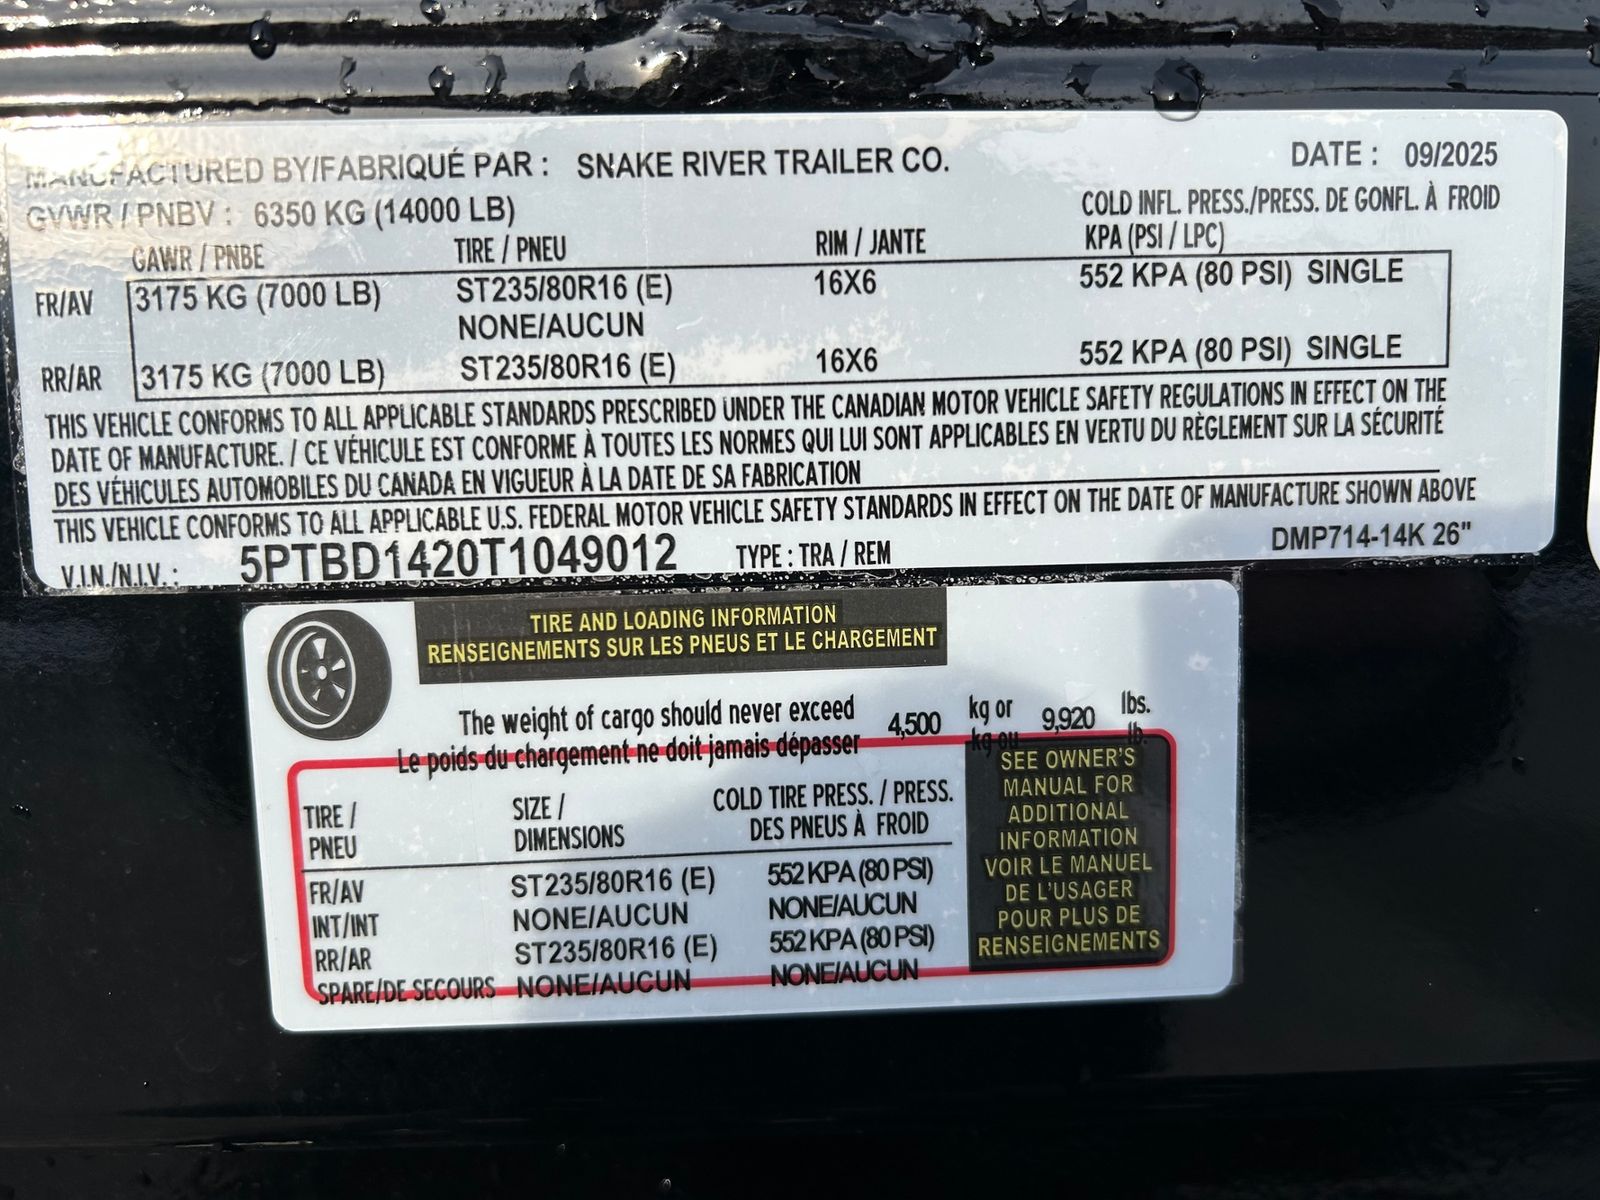 MANUFACTURED BY/FABRIQUÉ PAR : SNAKE RIVER TRAILER CO. DATE : 09/2025
GVWR / PNBV : 6350 KG (14000 LB) COLD INFL. PRESS./PRESS. DE GONFL. À FROID
GAWR / PNBE TIRE / PNEU RIM / JANTE KPA (PSI / LPC)
FR/AV 3175 KG (7000 LB) ST235/80R16 (E) 16X6 552 KPA (80 PSI) SINGLE
NONE/AUCUN
RR/AR 3175 KG (7000 LB) ST235/80R16 (E) 16X6 552 KPA (80 PSI) SINGLE
THIS VEHICLE CONFORMS TO ALL APPLICABLE STANDARDS PRESCRIBED UNDER THE CANADIAN MOTOR VEHICLE SAFETY REGULATIONS IN EFFECT ON THE
DATE OF MANUFACTURE. / CE VÉHICULE EST CONFORME À TOUTES LES NORMES QUI LUI SONT APPLICABLES EN VERTU DU RÈGLEMENT SUR LA SÉCURITÉ
DES VÉHICULES AUTOMOBILES DU CANADA EN VIGUEUR À LA DATE DE SA FABRICATION
THIS VEHICLE CONFORMS TO ALL APPLICABLE U.S. FEDERAL MOTOR VEHICLE SAFETY STANDARDS IN EFFECT ON THE DATE OF MANUFACTURE SHOWN ABOVE
V.I.N./N.I.V. : 5PTBD1420T1049012 TYPE : TRA / REM DMP714-14K 26"
TIRE AND LOADING INFORMATION
RENSEIGNEMENTS SUR LES PNEUS ET LE CHARGEMENT
The weight of cargo should never exceed 4,500 kg or 9,920 lbs.
Le poids du chargement ne doit jamais dépasser kg ou lb.
TIRE / PNEU SIZE / DIMENSIONS COLD TIRE PRESS. / PRESS. DES PNEUS À FROID
FR/AV ST235/80R16 (E) 552 KPA (80 PSI)
INT/INT NONE/AUCUN NONE/AUCUN
RR/AR ST235/80R16 (E) 552 KPA (80 PSI)
SPARE/DE SECOURS NONE/AUCUN NONE/AUCUN
SEE OWNER'S
MANUAL FOR
ADDITIONAL
INFORMATION
VOIR LE MANUEL
DE L'USAGER
POUR PLUS DE
RENSEIGNEMENTS